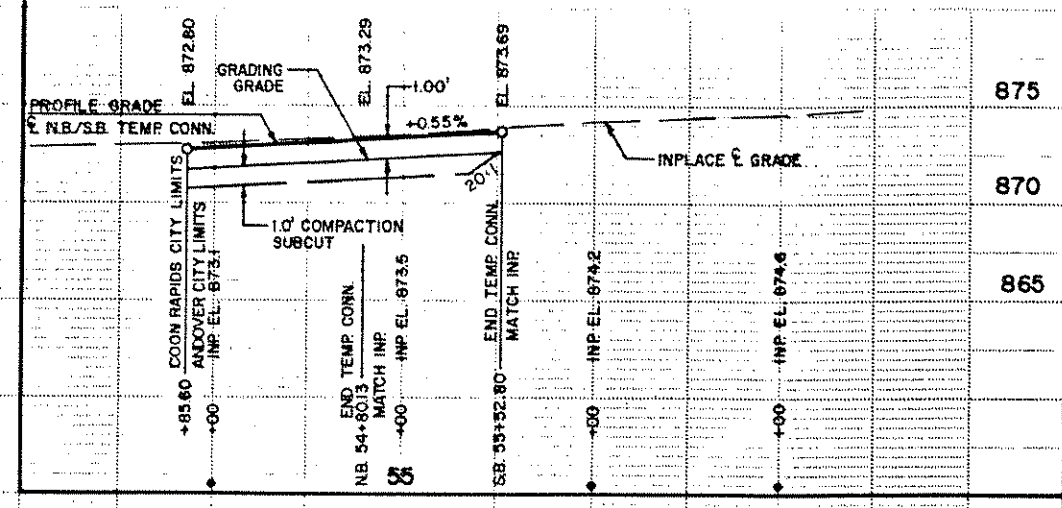 EL. 872.80
EL. 873.29
EL. 873.69
GRADING
GRADE
1.00'
875
PROFILE GRADE
℄ N.B./S.B. TEMP. CONN.
+0.55%
INPLACE ℄ GRADE
20:1
870
1.0' COMPACTION
SUBCUT
865
+85.60
COON RAPIDS CITY LIMITS
ANDOVER CITY LIMITS
+00 INP. EL. 873.1
N.B. 54+80.13
END TEMP. CONN.
MATCH INP.
+00 INP. EL. 873.5
55
S.B. 55+52.80
END TEMP. CONN.
MATCH INP.
+00 INP. EL. 874.2
+00 INP. EL. 874.6